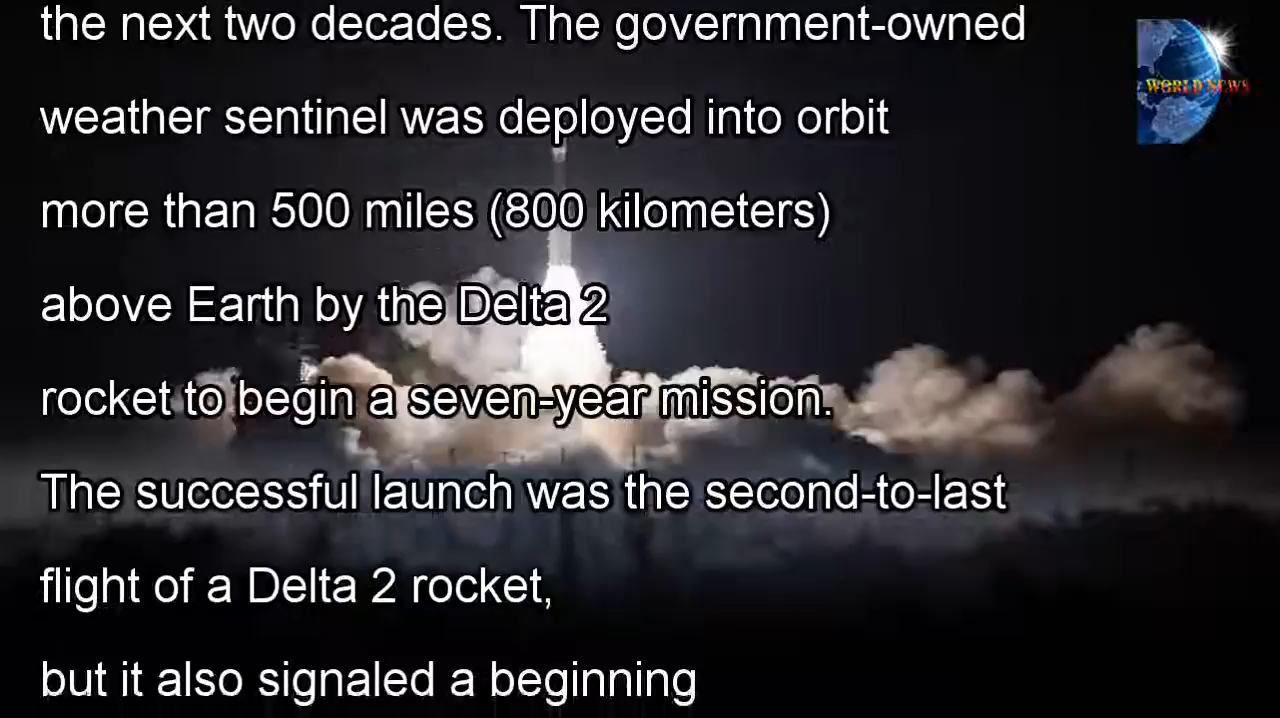 the next two decades. The government-owned
WORLD NEWS
weather sentinel was deployed into orbit
more than 500 miles (800 kilometers)
above Earth by the Delta 2
rocket to begin a seven-year mission.
The successful launch was the second-to-last
flight of a Delta 2 rocket,
but it also signaled a beginning